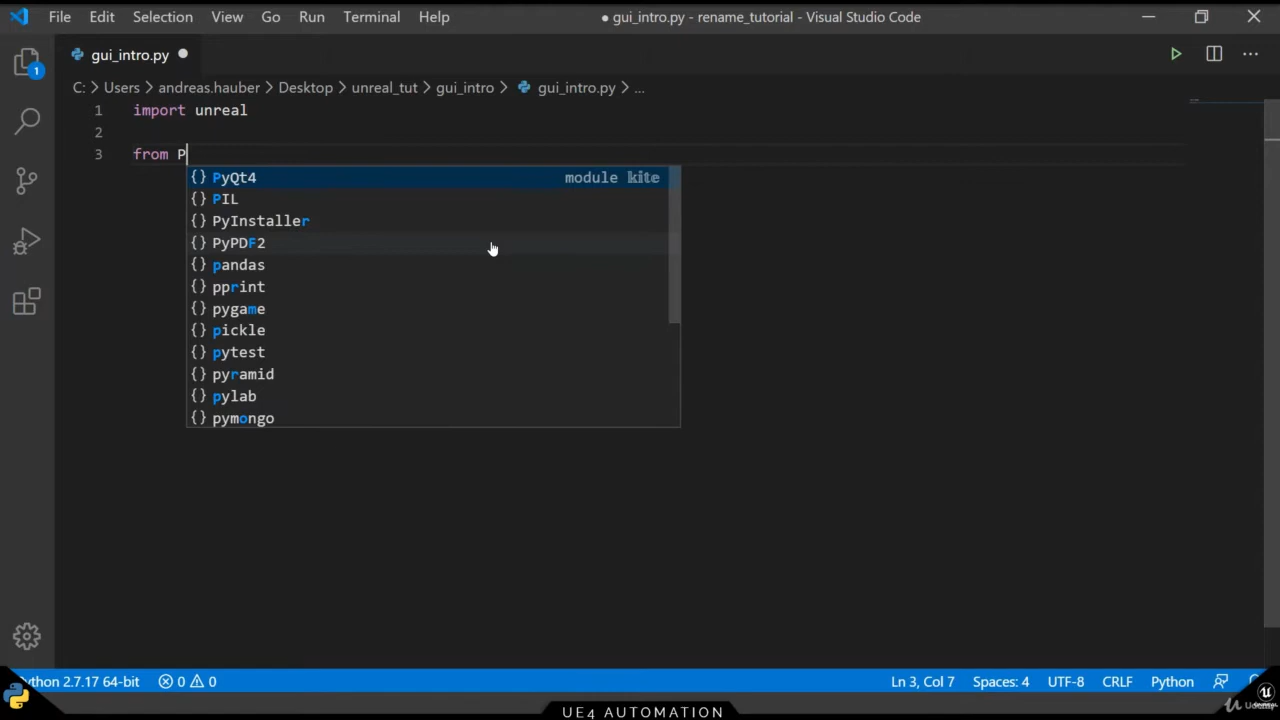 File Edit Selection View Go Run Terminal Help ● gui_intro.py - rename_tutorial - Visual Studio Code
gui_intro.py
1
C: > Users > andreas.hauber > Desktop > unreal_tut > gui_intro > gui_intro.py > ...
1 import unreal
2
3 from P
{} PyQt4 module kite
{} PIL
{} PyInstaller
{} PyPDF2
{} pandas
{} pprint
{} pygame
{} pickle
{} pytest
{} pyramid
{} pylab
{} pymongo
ython 2.7.17 64-bit 0 0 Ln 3, Col 7 Spaces: 4 UTF-8 CRLF Python
UE4 AUTOMATION